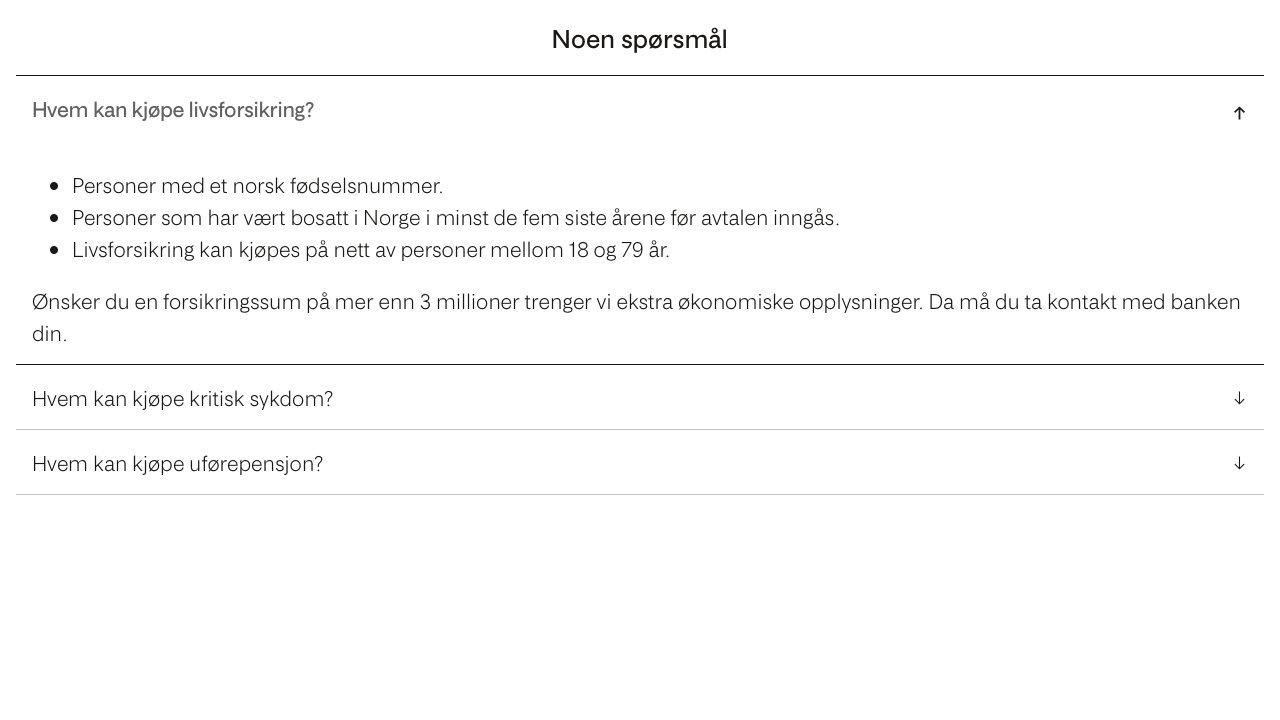 Noen spørsmål
Hvem kan kjøpe livsforsikring?
Personer med et norsk fødselsnummer.
Personer som har vært bosatt i Norge i minst de fem siste årene før avtalen inngås.
Livsforsikring kan kjøpes på nett av personer mellom 18 og 79 år.
Ønsker du en forsikringssum på mer enn 3 millioner trenger vi ekstra økonomiske opplysninger. Da må du ta kontakt med banken
din.
Hvem kan kjøpe kritisk sykdom?
Hvem kan kjøpe uførepensjon?